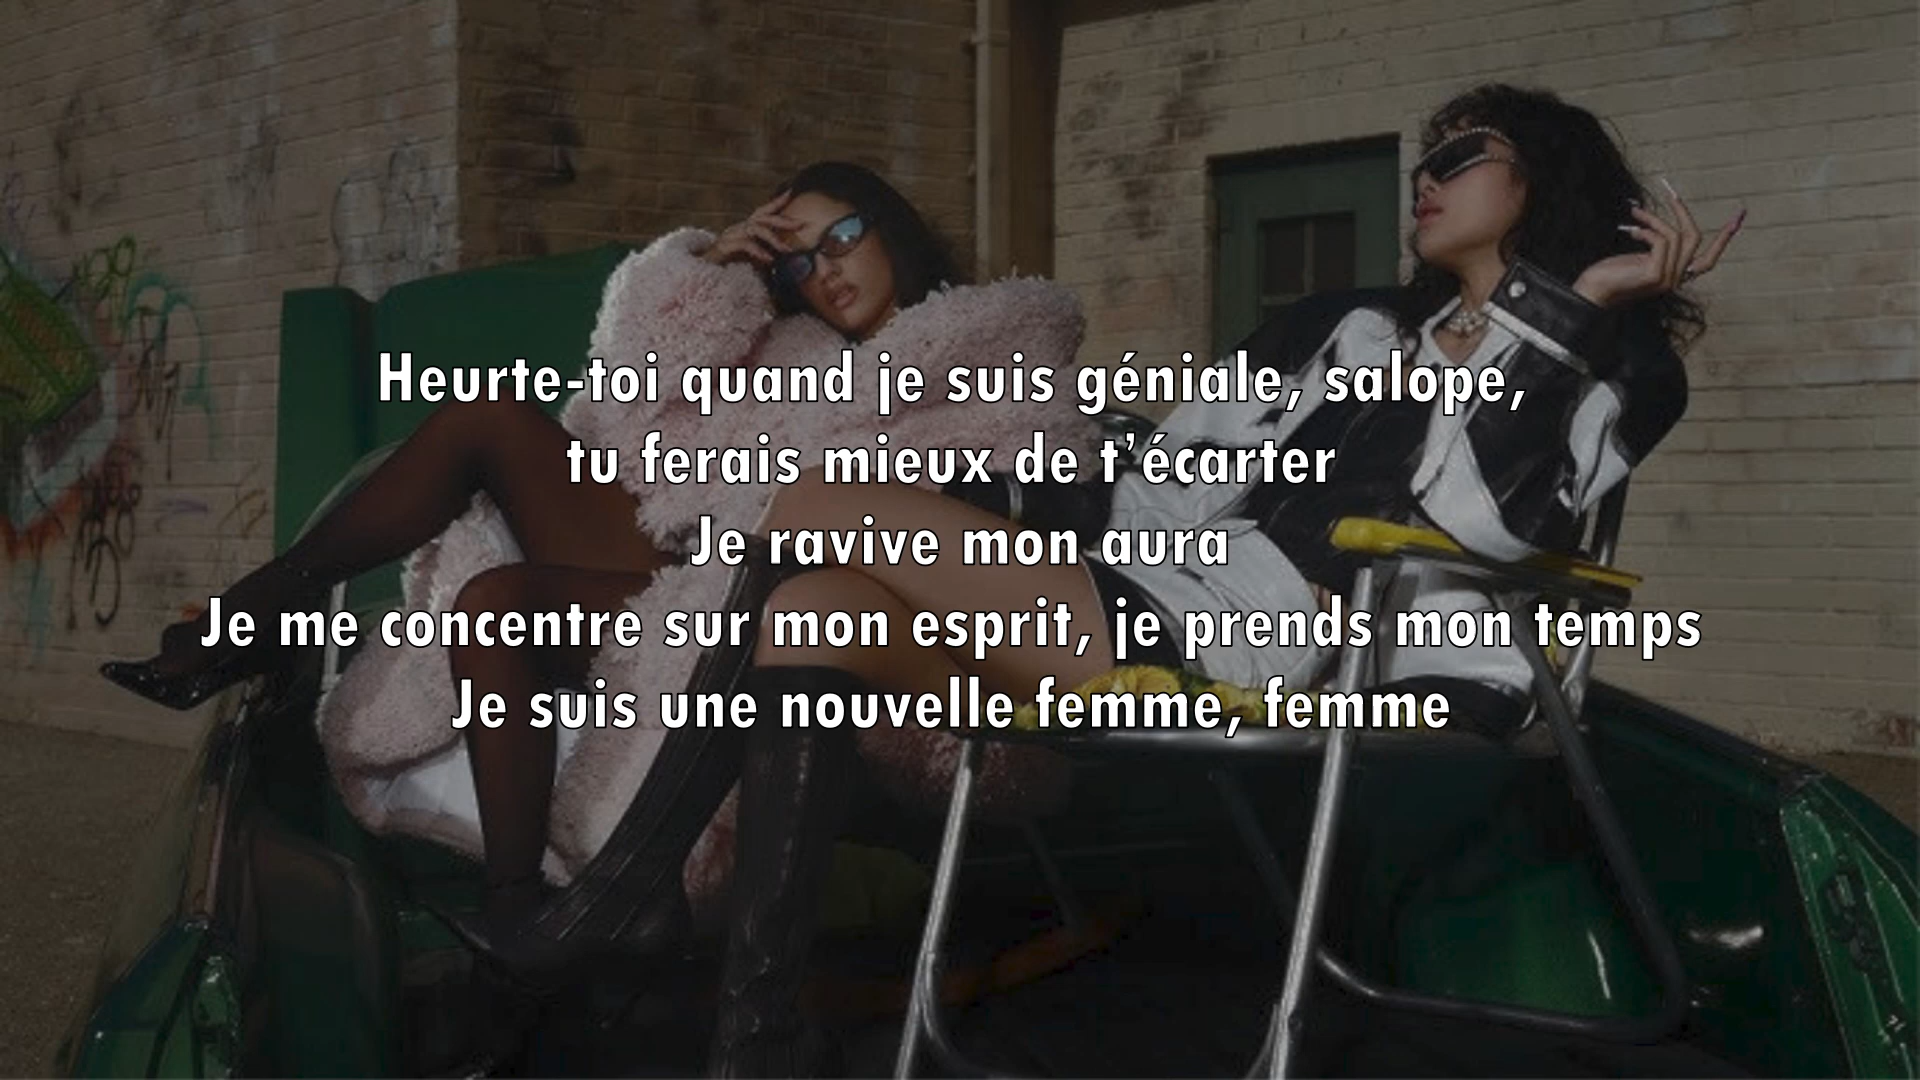 Heurte-toi quand je suis géniale, salope,
tu ferais mieux de t’écarter
Je ravive mon aura
Je me concentre sur mon esprit, je prends mon temps
Je suis une nouvelle femme, femme